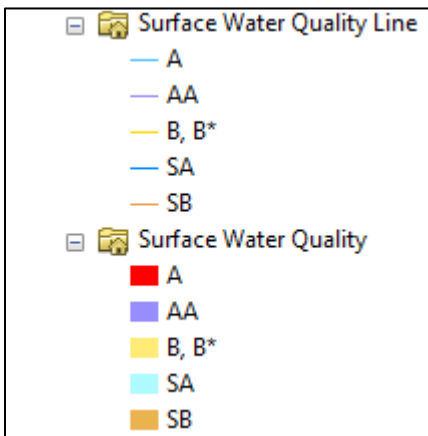 Surface Water Quality Line
A
AA
B, B*
SA
SB
Surface Water Quality
A
AA
B, B*
SA
SB